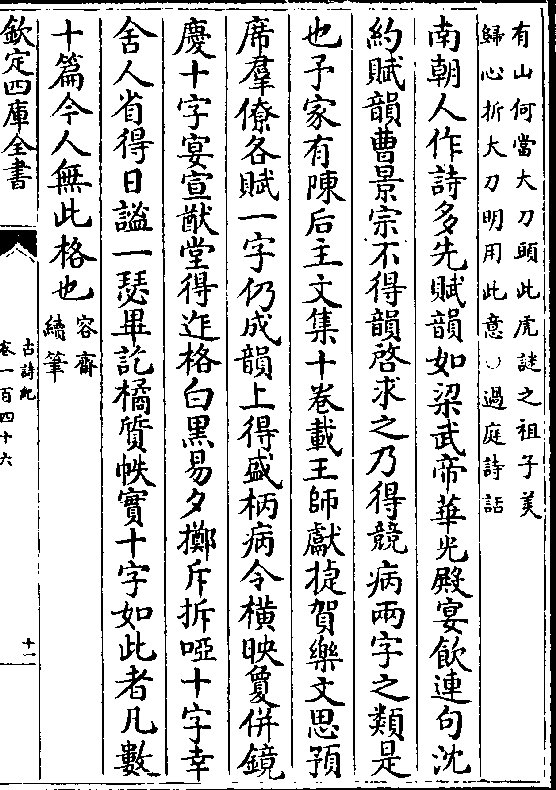 有山何當大刀頭此虎謎之祖子美
歸心折大刀明用此意○過庭詩話
南朝人作詩多先賦韻如梁武帝華光殿宴飲連句沈
約賦韻曹景宗不得韻啓求之乃得競病兩字之類是
也予家有陳后主文集十卷載王師獻捷賀樂文思預
席羣僚各賦一字仍成韻上得盛柄病令橫映敻併鏡
慶十字宴宣猷堂得迮格白黒易夕擲斥拆啞十字幸
舍人省得日謐一瑟畢訖橘質帙實十字如此者凡數
十篇今人無此格也
容齋
續筆
欽定四庫全書
古詩紀
卷一百四十六
十一